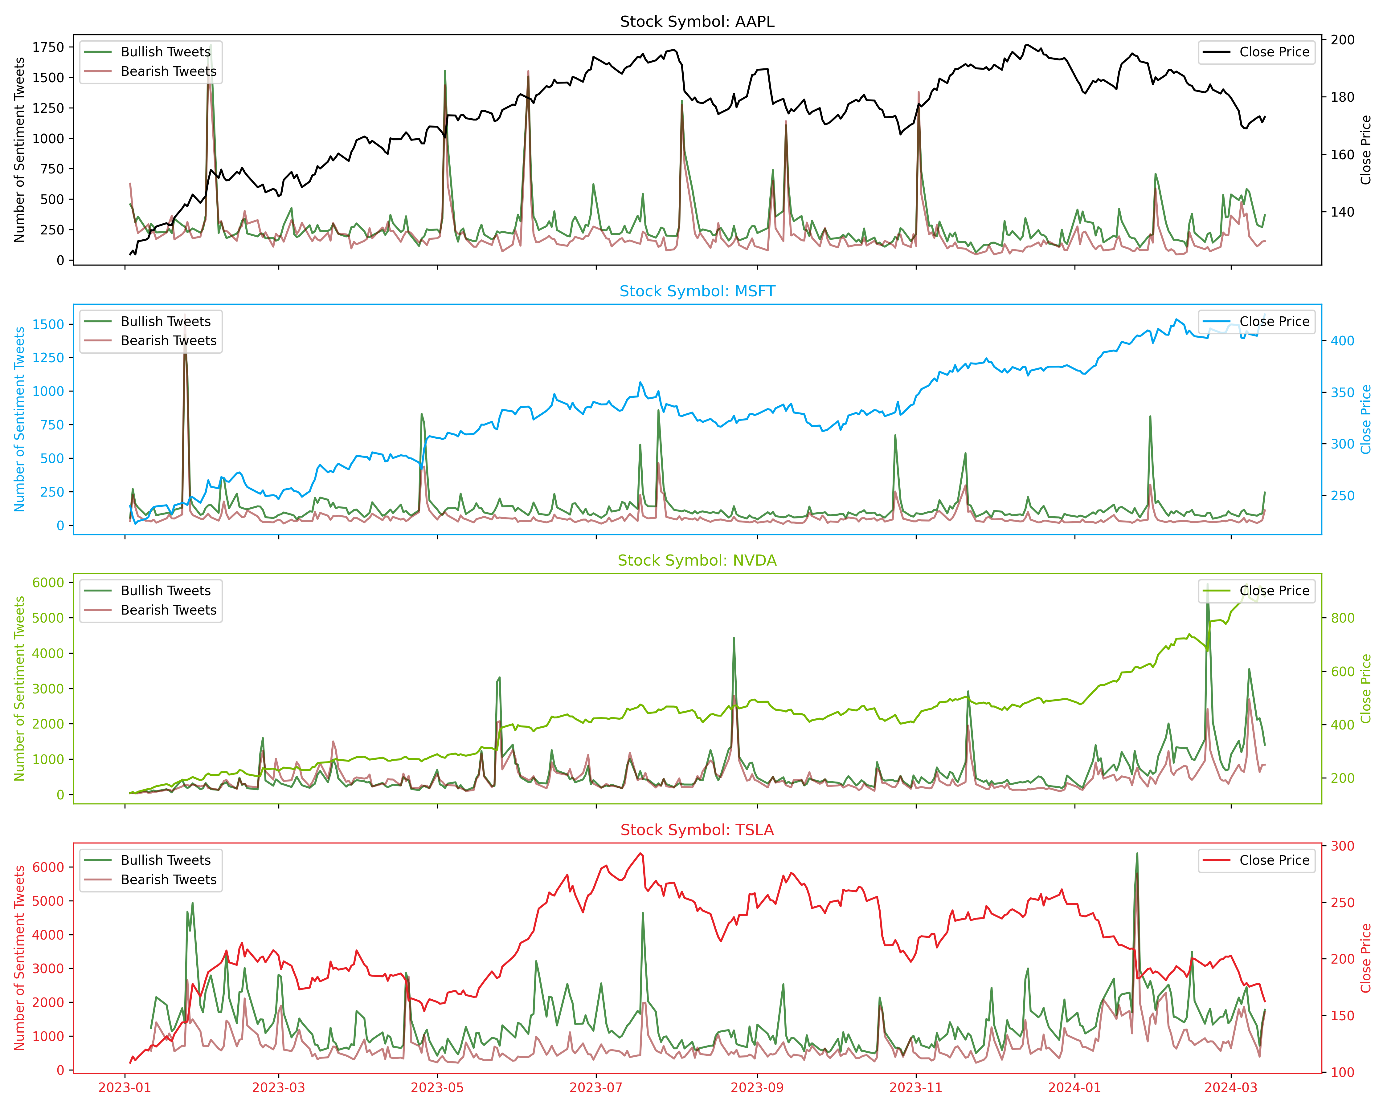 Stock Symbol: AAPL
Number of Sentiment Tweets
1750
1500
1250
1000
750
500
250
0
Bullish Tweets
Bearish Tweets
Close Price
200
180
160
140
Close Price
Stock Symbol: MSFT
Number of Sentiment Tweets
1500
1250
1000
750
500
250
0
Bullish Tweets
Bearish Tweets
Close Price
400
350
300
250
Close Price
Stock Symbol: NVDA
Number of Sentiment Tweets
6000
5000
4000
3000
2000
1000
0
Bullish Tweets
Bearish Tweets
Close Price
800
600
400
200
Close Price
Stock Symbol: TSLA
Number of Sentiment Tweets
6000
5000
4000
3000
2000
1000
0
Bullish Tweets
Bearish Tweets
Close Price
300
250
200
150
100
Close Price
2023-01 2023-03 2023-05 2023-07 2023-09 2023-11 2024-01 2024-03